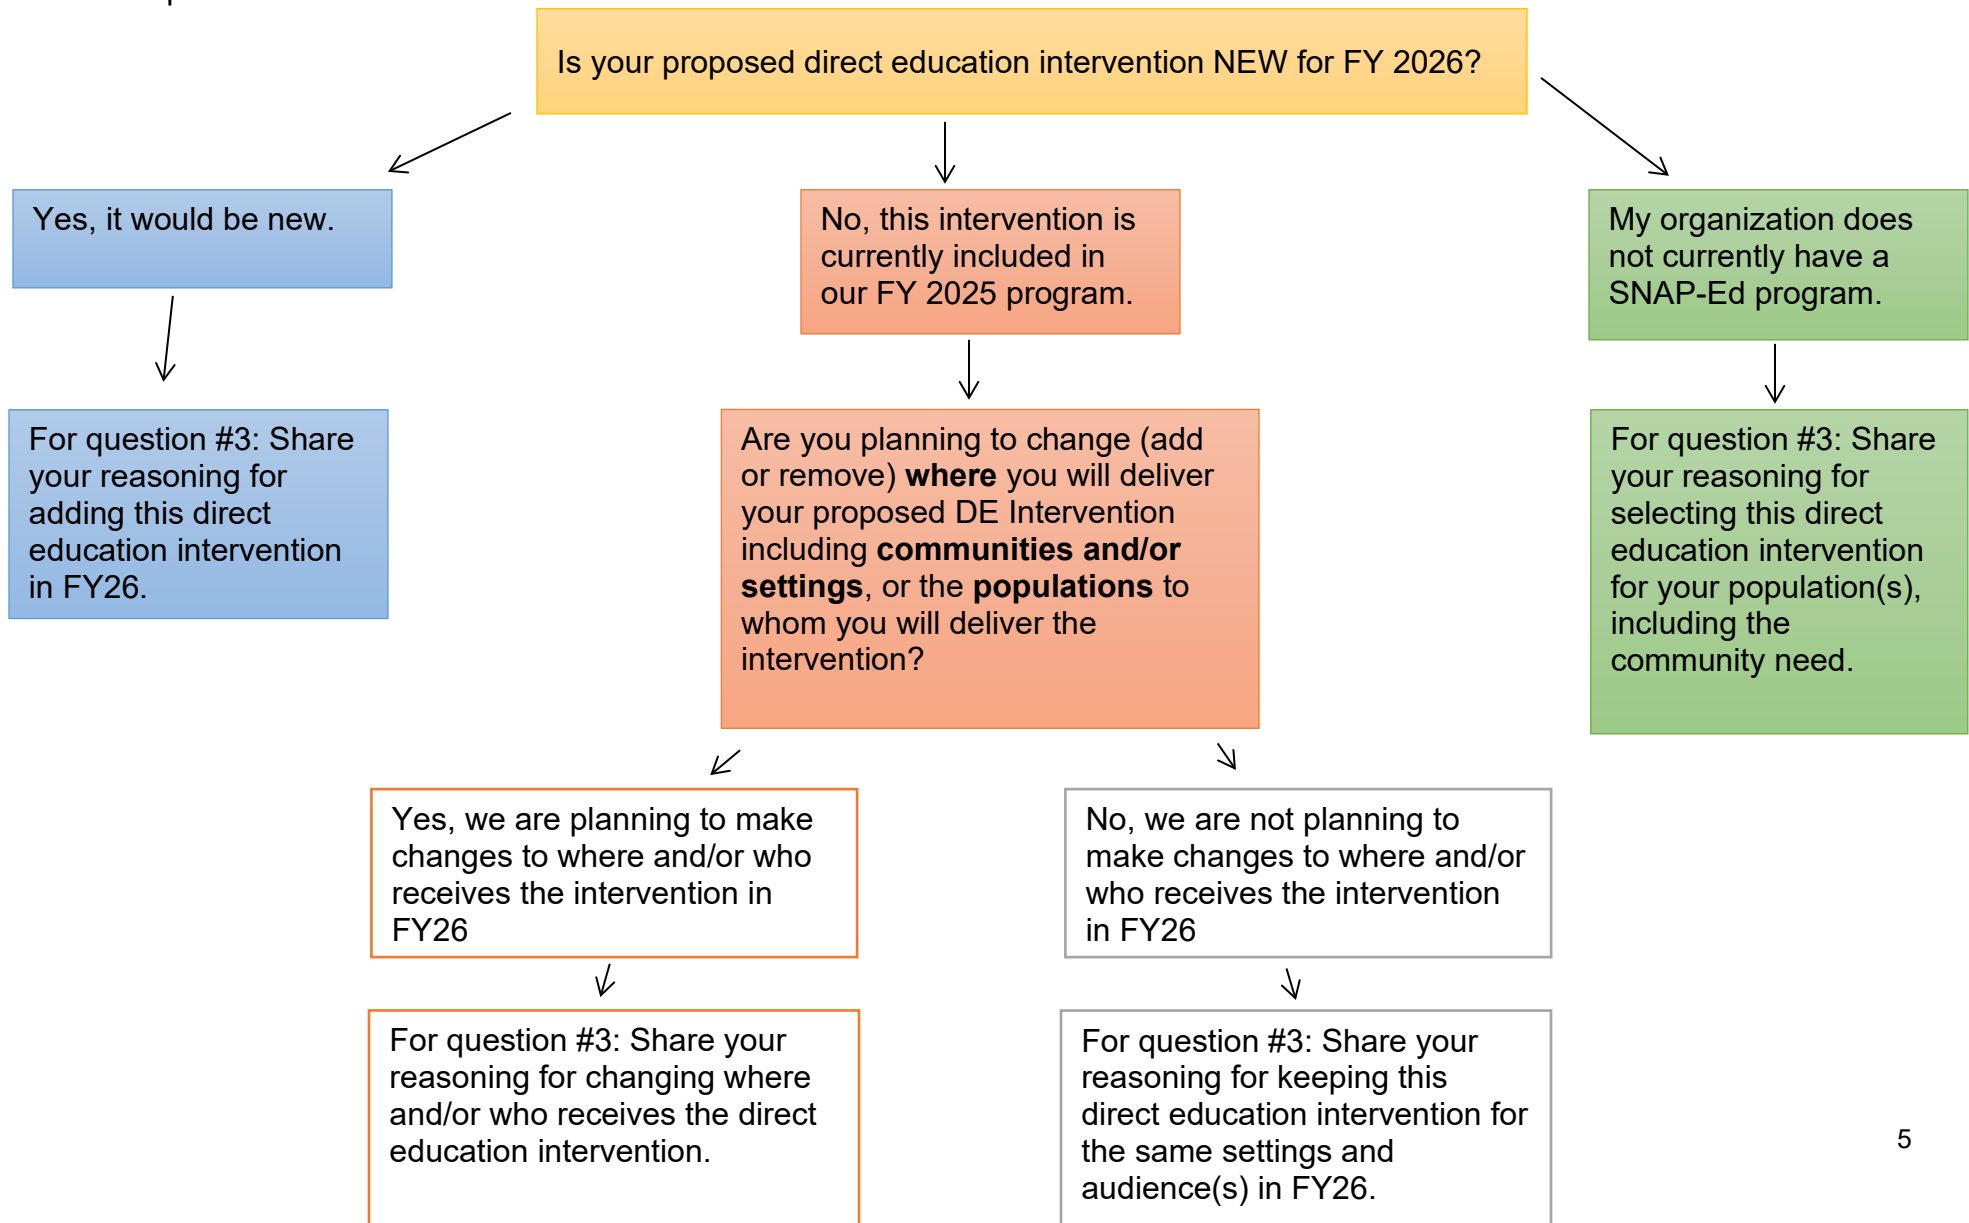 Is your proposed direct education intervention NEW for FY 2026?
Yes, it would be new.
No, this intervention is
currently included in
our FY 2025 program.
My organization does
not currently have a
SNAP-Ed program.
For question #3: Share
your reasoning for
adding this direct
education intervention
in FY26.
Are you planning to change (add
or remove) where you will deliver
your proposed DE Intervention
including communities and/or
settings, or the populations to
whom you will deliver the
intervention?
For question #3: Share
your reasoning for
selecting this direct
education intervention
for your population(s),
including the
community need.
Yes, we are planning to make
changes to where and/or who
receives the intervention in
FY26
No, we are not planning to
make changes to where and/or
who receives the intervention
in FY26
For question #3: Share your
reasoning for changing where
and/or who receives the direct
education intervention.
For question #3: Share your
reasoning for keeping this
direct education intervention for
the same settings and
audience(s) in FY26.
5